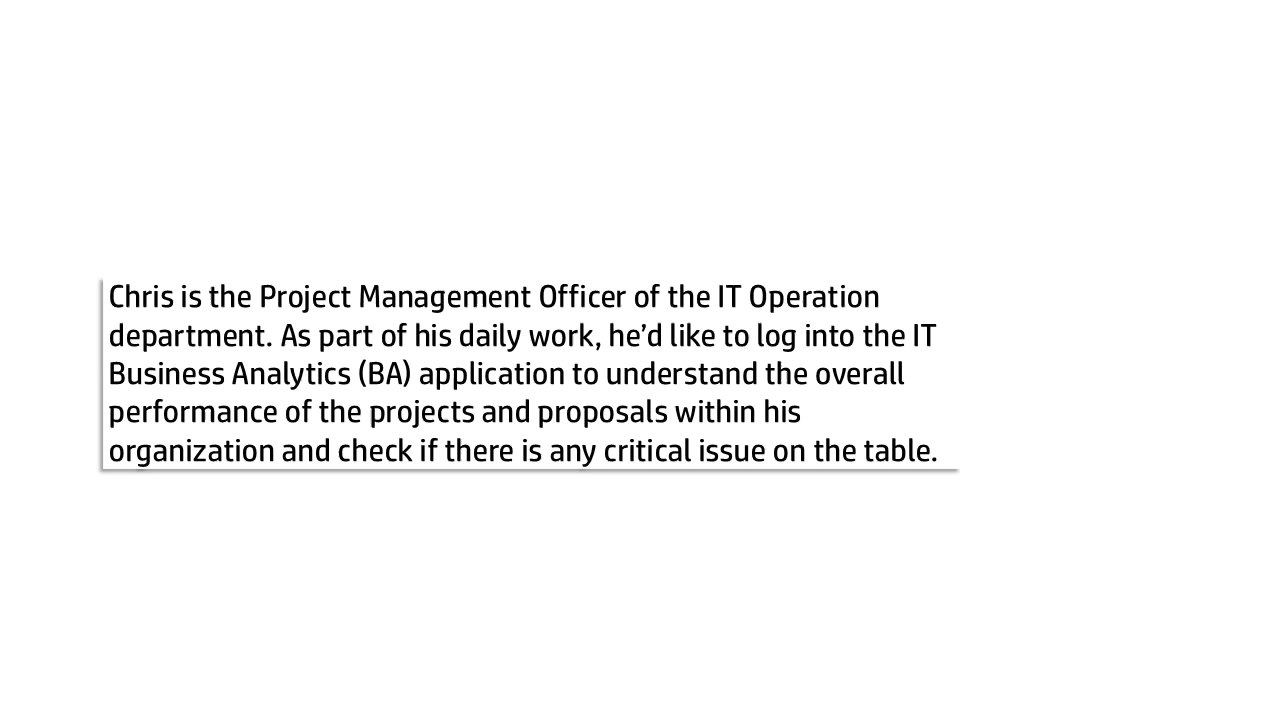 Chris is the Project Management Officer of the IT Operation
department. As part of his daily work, he’d like to log into the IT
Business Analytics (BA) application to understand the overall
performance of the projects and proposals within his
organization and check if there is any critical issue on the table.